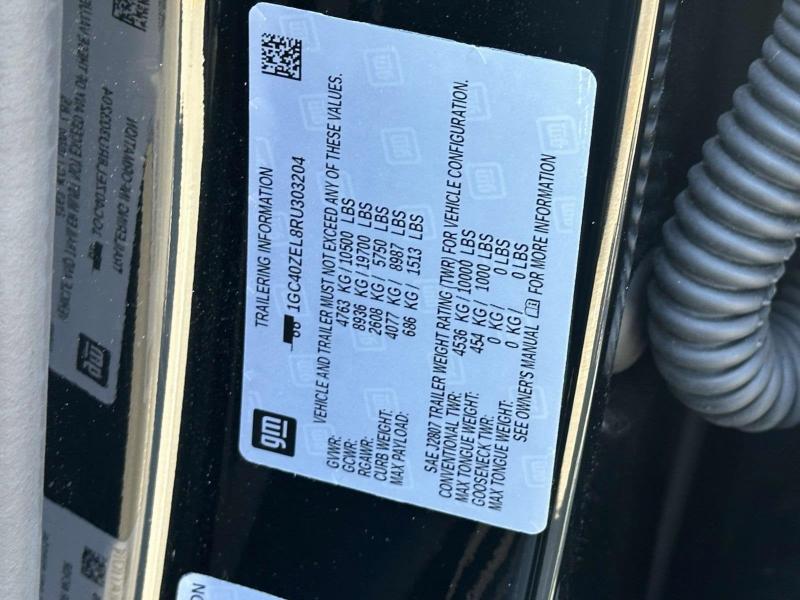 gm
TRAILERING INFORMATION
1GC40ZEL8RU303204
VEHICLE AND TRAILER MUST NOT EXCEED ANY OF THESE VALUES.
GVWR: 4763 KG / 10500 LBS
GCWR: 8936 KG / 19700 LBS
RGAWR: 2608 KG / 5750 LBS
CURB WEIGHT: 4077 KG / 8987 LBS
MAX PAYLOAD: 686 KG / 1513 LBS
SAE J2807 TRAILER WEIGHT RATING (TWR) FOR VEHICLE CONFIGURATION.
CONVENTIONAL TWR: 4536 KG / 10000 LBS
MAX TONGUE WEIGHT: 454 KG / 1000 LBS
GOOSENECK TWR: 0 KG / 0 LBS
MAX TONGUE WEIGHT: 0 KG / 0 LBS
SEE OWNER'S MANUAL FOR MORE INFORMATION